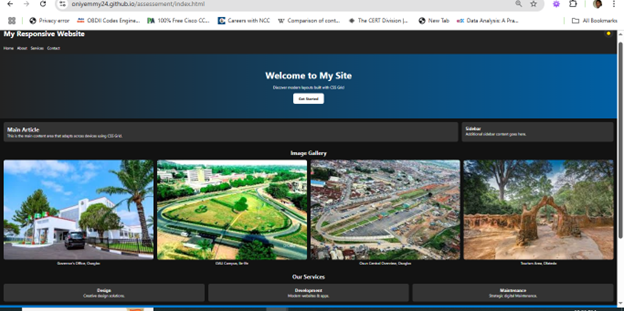 oniyemmy24.github.io/assessement/index.html
Privacy error
OBDII Codes Engine...
100% Free Cisco CC...
Careers with NCC
Wikipedia:Comparison of cont...
The CERT Division |...
New Tab
Data Analysis: A Pra...
All Bookmarks
My Responsive Website
Home About Services Contact
Welcome to My Site
Discover modern layouts built with CSS Grid
Get Started
Main Article
This is the main content area that adapts across devices using CSS Grid.
Sidebar
Additional sidebar content goes here.
Image Gallery
Governor's Office, Osogbo
OAU Campus, Ile-Ife
Osun Central Overview, Osogbo
Tourism Area, Olumirin
Our Services
Design
Creative design solutions.
Development
Modern websites & apps.
Maintenance
Strategic digital Maintenance.